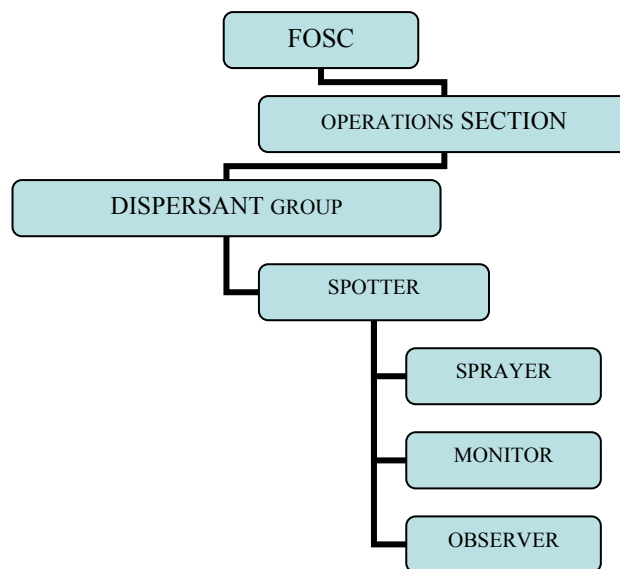 FOSC
OPERATIONS SECTION
DISPERSANT GROUP
SPOTTER
SPRAYER
MONITOR
OBSERVER